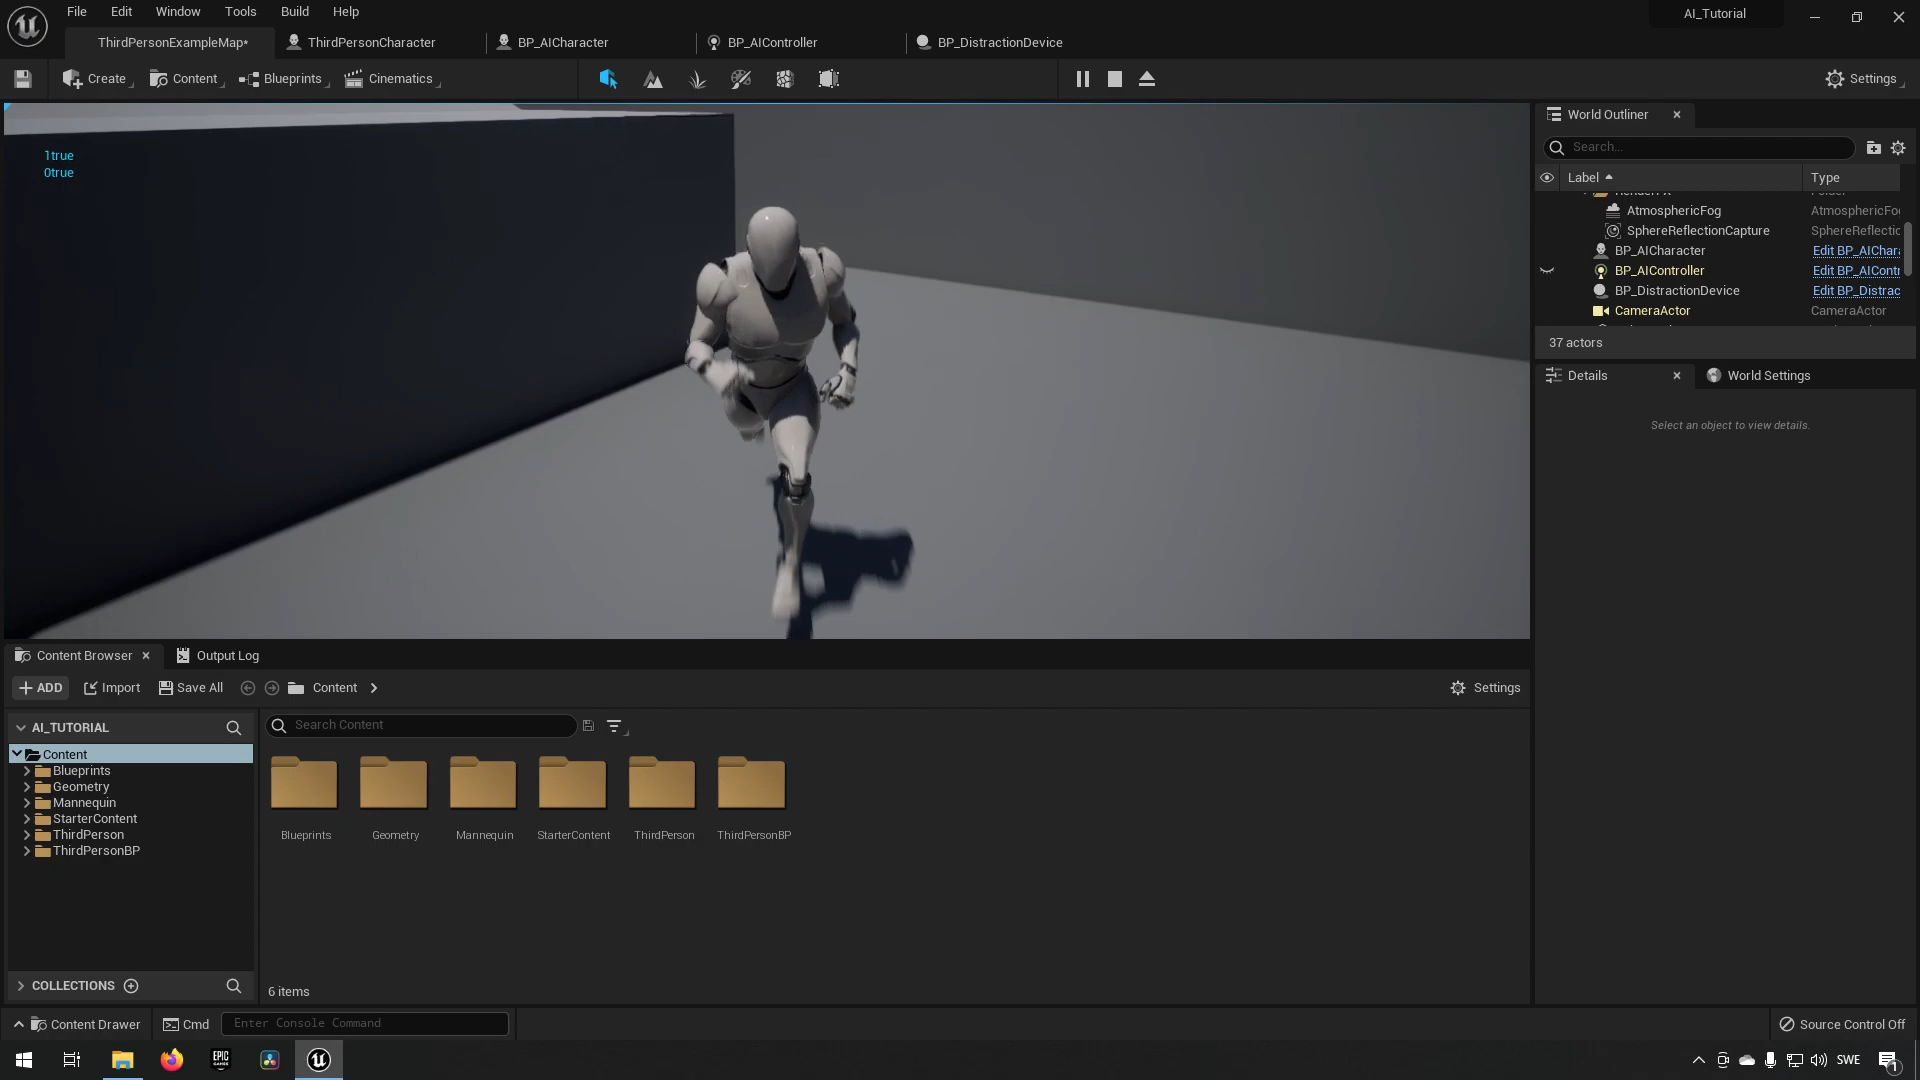 File Edit Window Tools Build Help
AI_Tutorial
ThirdPersonExampleMap* ThirdPersonCharacter BP_AICharacter BP_AIController BP_DistractionDevice
Create Content Blueprints Cinematics Settings
1true
0true
World Outliner
Search...
Label Type
AtmosphericFog AtmosphericFo
SphereReflectionCapture SphereReflectic
BP_AICharacter Edit BP_AIChar
BP_AIController Edit BP_AIContr
BP_DistractionDevice Edit BP_Distrac
CameraActor CameraActor
37 actors
Details World Settings
Select an object to view details.
Content Browser Output Log
ADD Import Save All Content Settings
AI_TUTORIAL
Search Content
Content
Blueprints
Geometry
Mannequin
StarterContent
ThirdPerson
ThirdPersonBP
Blueprints Geometry Mannequin StarterContent ThirdPerson ThirdPersonBP
COLLECTIONS
6 items
Content Drawer Cmd Enter Console Command Source Control Off
EPIC GAMES
SWE
1